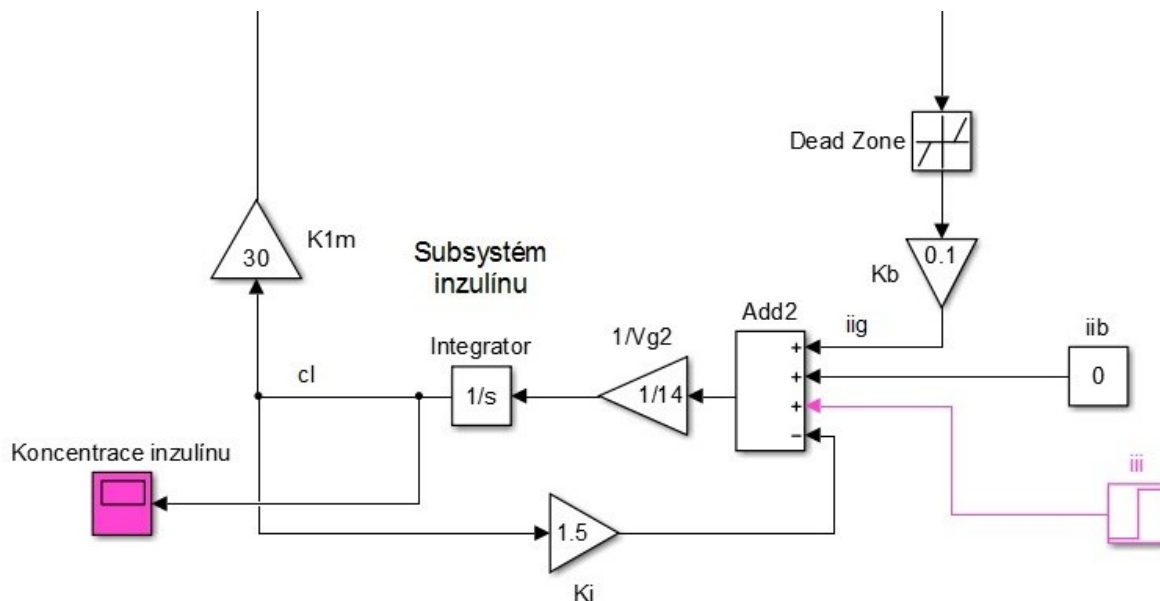 Dead Zone
K1m
30
Subsystém
inzulínu
0.1
Kb
Add2
iig
iib
1/Vg2
Integrator
cI
+
+
+
−
0
1/s
1/14
Koncentrace inzulínu
iii
1.5
Ki